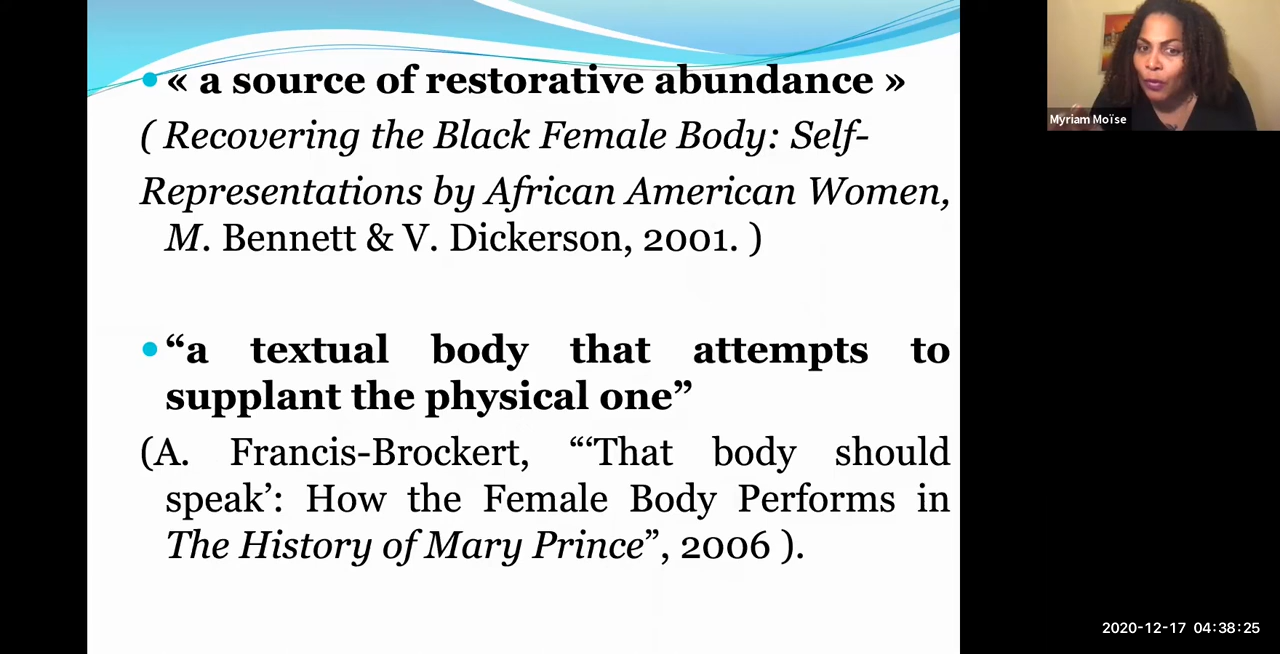 « a source of restorative abundance »
( Recovering the Black Female Body: Self-
Representations by African American Women,
M. Bennett & V. Dickerson, 2001. )
“a textual body that attempts to
supplant the physical one”
(A. Francis-Brockert, “‘That body should
speak’: How the Female Body Performs in
The History of Mary Prince”, 2006 ).
Myriam Moïse
2020-12-17 04:38:25